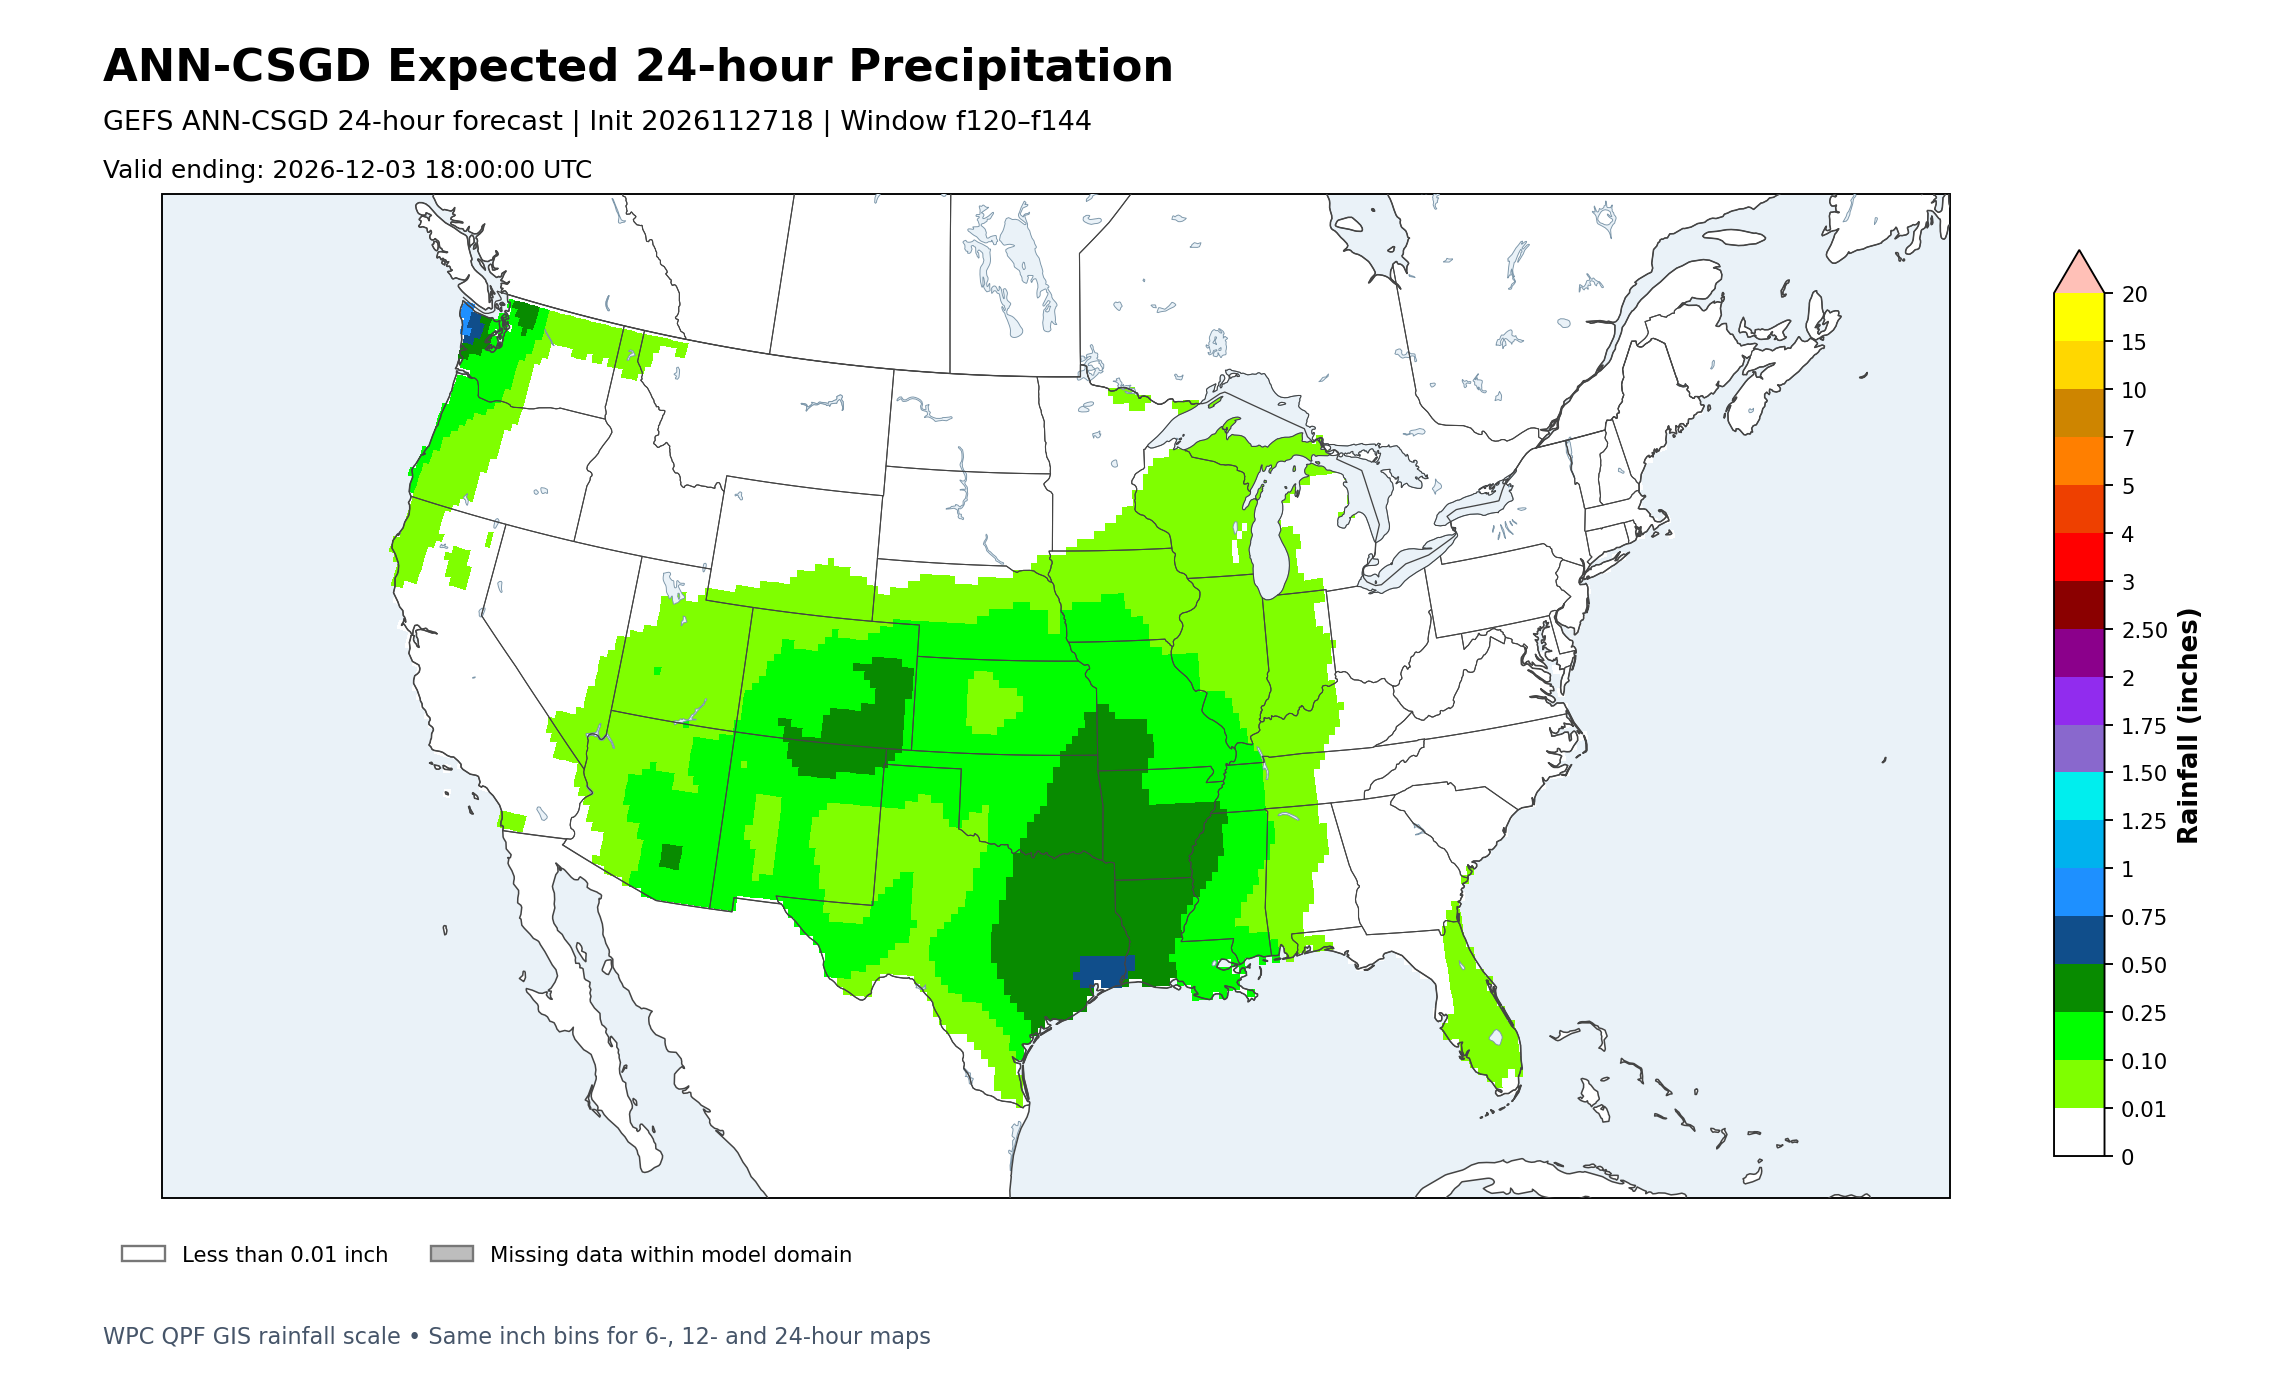 ANN-CSGD Expected 24-hour Precipitation
GEFS ANN-CSGD 24-hour forecast | Init 2026112718 | Window f120–f144
Valid ending: 2026-12-03 18:00:00 UTC
20
15
10
7
5
4
3
2.50
2
1.75
1.50
1.25
1
0.75
0.50
0.25
0.10
0.01
0
Rainfall (inches)
Less than 0.01 inch
Missing data within model domain
WPC QPF GIS rainfall scale • Same inch bins for 6-, 12- and 24-hour maps